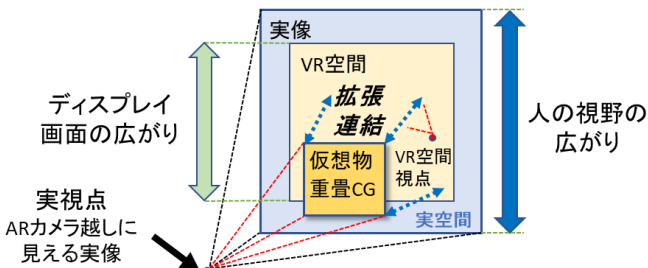 実像
VR空間
拡張
連結
ディスプレイ
画面の広がり
人の視野の
広がり
仮想物
重畳CG
VR空間
視点
実空間
実視点
ARカメラ越しに
見える実像